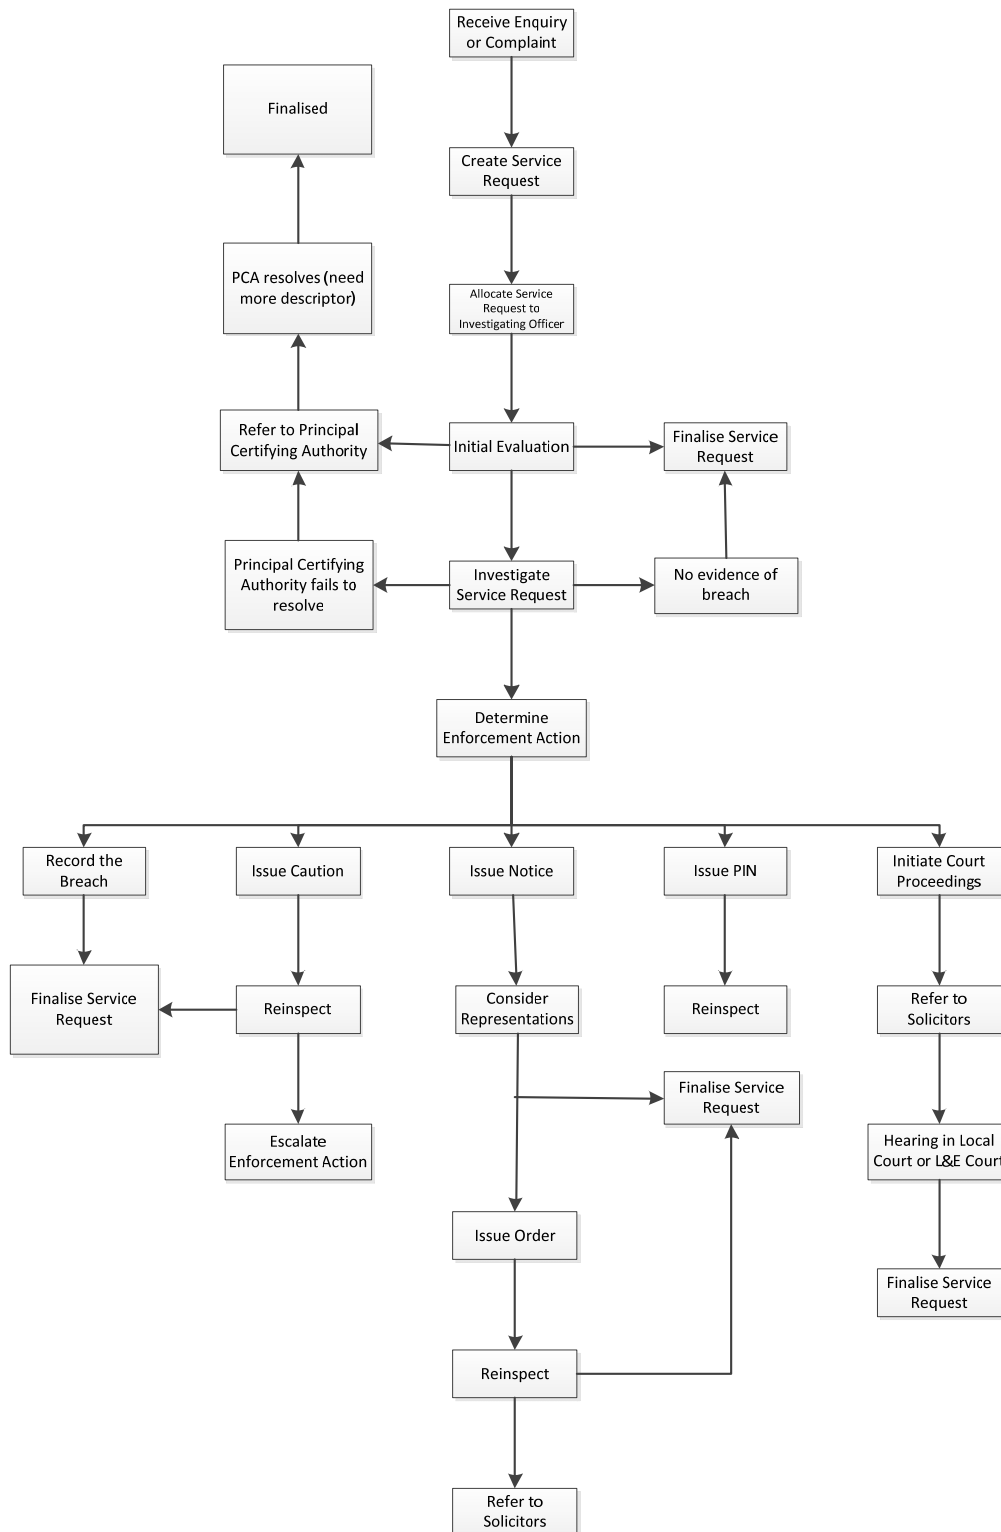 Receive Enquiry
or Complaint
Finalised
Create Service
Request
PCA resolves (need
more descriptor)
Allocate Service
Request to
Investigating Officer
Refer to Principal
Certifying Authority
Initial Evaluation
Finalise Service
Request
Principal Certifying
Authority fails to
resolve
Investigate
Service Request
No evidence of
breach
Determine
Enforcement Action
Record the
Breach
Issue Caution
Issue Notice
Issue PIN
Initiate Court
Proceedings
Finalise Service
Request
Reinspect
Consider
Representations
Reinspect
Refer to
Solicitors
Finalise Service
Request
Escalate
Enforcement Action
Hearing in Local
Court or L&E Court
Issue Order
Finalise Service
Request
Reinspect
Refer to
Solicitors